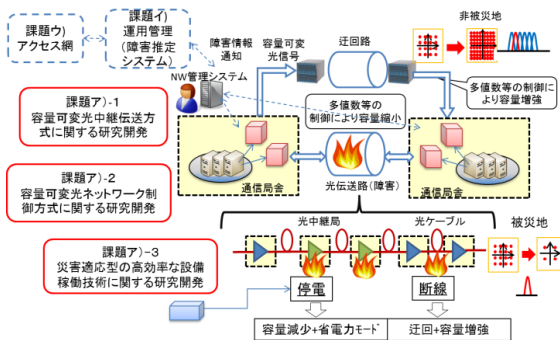 課題ウ)
アクセス網
課題イ)
運用管理
(障害推定
システム)
障害情報
通知
NW管理システム
容量可変
光信号
迂回路
非被災地
多値数等の制御に
より容量増強
多値数等の
制御により容量縮小
課題ア)-1
容量可変光中継伝送方
式に関する研究開発
通信局舎
光伝送路(障害)
通信局舎
課題ア)-2
容量可変光ネットワーク制
御方式に関する研究開発
光中継局
光ケーブル
被災地
課題ア)-3
災害適応型の高効率な設備
稼働技術に関する研究開発
停電
断線
容量減少+省電力モード
迂回+容量増強